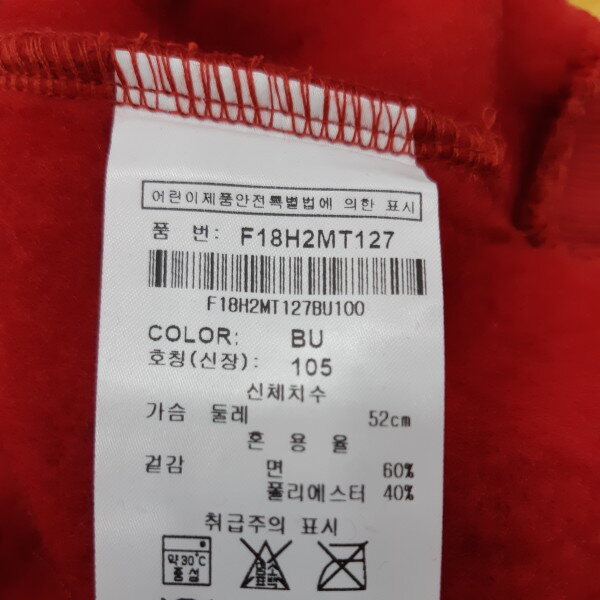 어린이제품안전특별법에 의한 표시
품 번: F18H2MT127
F18H2MT127BU100
COLOR: BU
호칭(신장): 105
신체치수
가슴 둘레 52cm
혼 용 율
겉감 면 60%
폴리에스터 40%
취급주의 표시
약30℃
중성